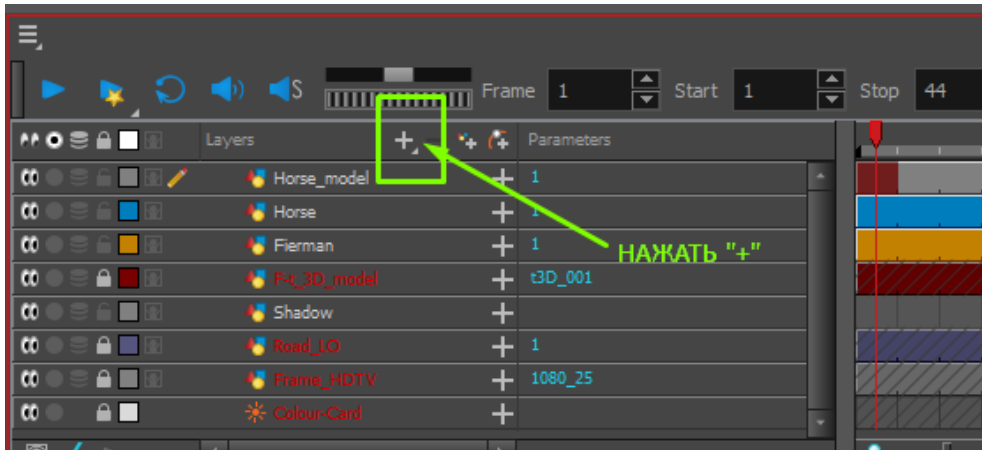 S Frame 1 Start 1 Stop 44
Layers Parameters
Horse_model 1
Horse 1
Fierman 1
НАЖАТЬ "+"
F-t_3D_model t3D_001
Shadow
Road_LO 1
Frame_HDTV 1080_25
Colour-Card